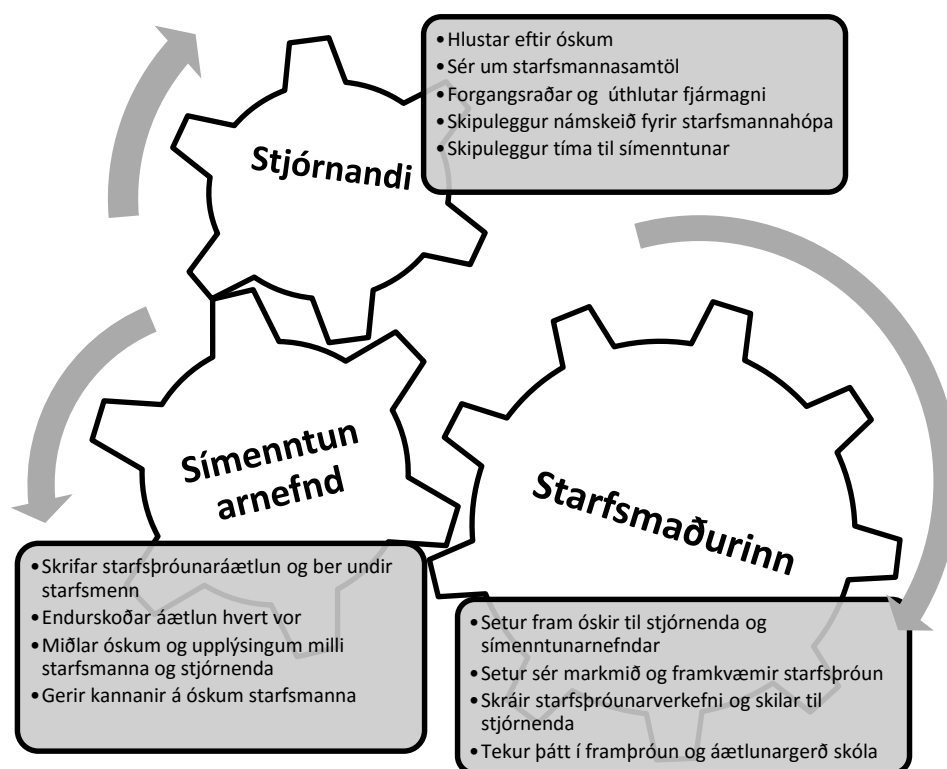 Stjórnandi
• Hlustar eftir óskum
• Sér um starfsmannasamtöl
• Forgangsraðar og úthlutar fjármagni
• Skipuleggur námskeið fyrir starfsmannahópa
• Skipuleggur tíma til símenntunar
Símenntun
arnefnd
• Skrifar starfsþróunaráætlun og ber undir
starfsmenn
• Endurskoðar áætlun hvert vor
• Miðlar óskum og upplýsingum milli
starfsmanna og stjórnenda
• Gerir kannanir á óskum starfsmanna
Starfsmaðurinn
• Setur fram óskir til stjórnenda og
símenntunarnefndar
• Setur sér markmið og framkvæmir starfsþróun
• Skráir starfsþróunarverkefni og skilar til
stjórnenda
• Tekur þátt í framþróun og áætlunargerð skóla